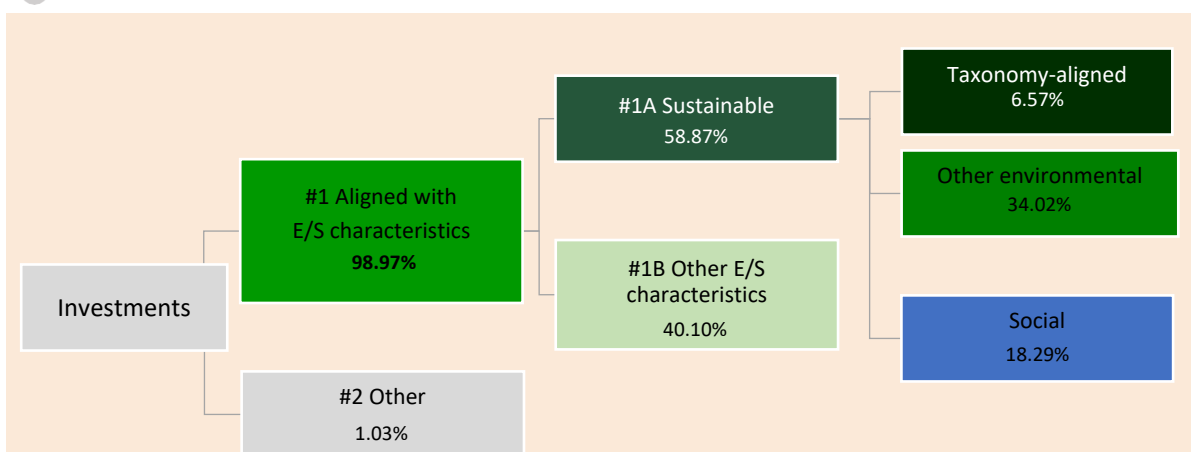 Investments
#1 Aligned with
E/S characteristics
98.97%
#2 Other
1.03%
#1A Sustainable
58.87%
#1B Other E/S
characteristics
40.10%
Taxonomy-aligned
6.57%
Other environmental
34.02%
Social
18.29%